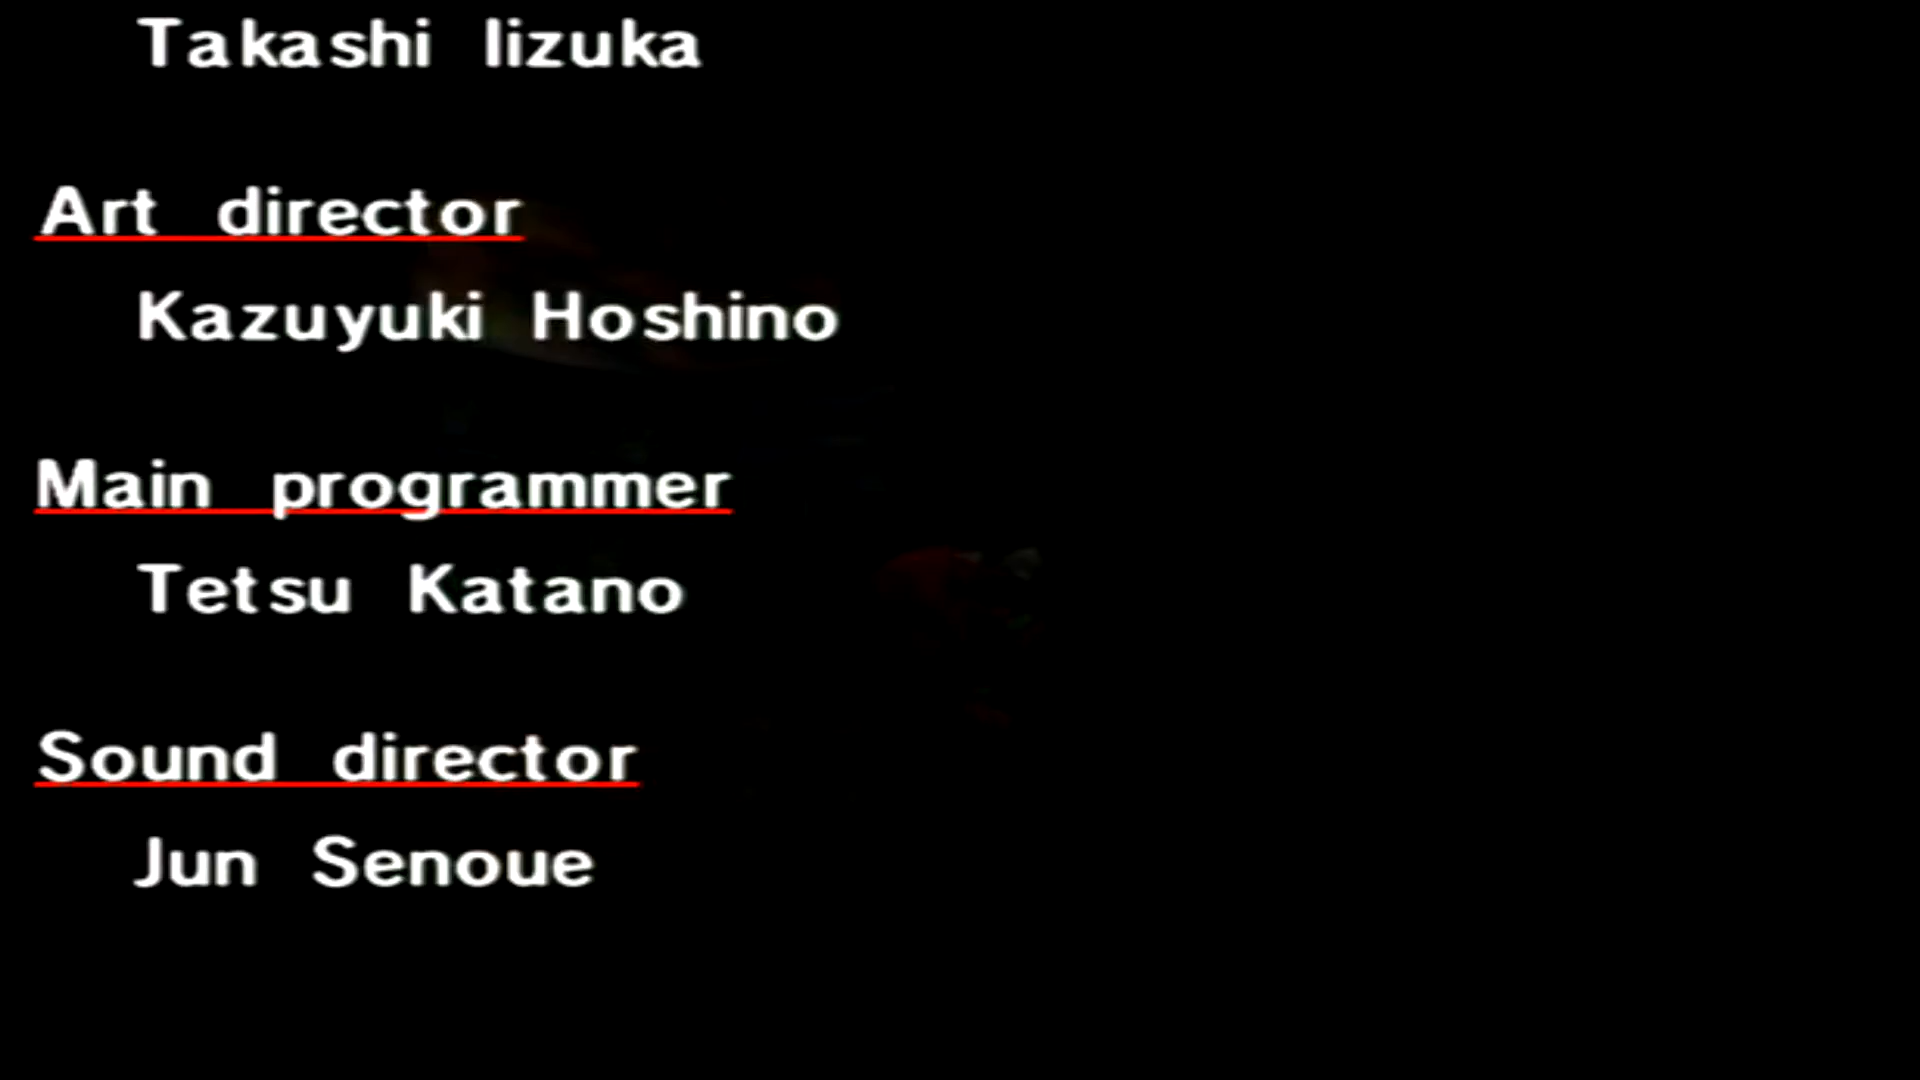 Takashi Iizuka
Art director
Kazuyuki Hoshino
Main programmer
Tetsu Katano
Sound director
Jun Senoue